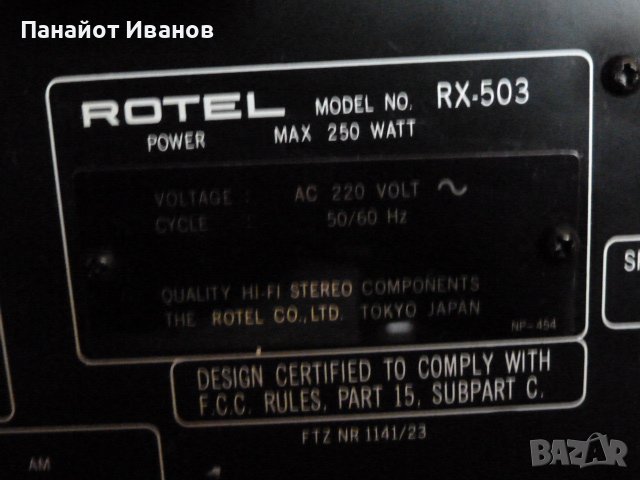 Панайот Иванов
ROTEL MODEL NO. RX-503
POWER MAX 250 WATT
VOLTAGE : AC 220 VOLT ~
CYCLE : 50/60 Hz
QUALITY HI-FI STEREO COMPONENTS
THE ROTEL CO.,LTD. TOKYO JAPAN
NP-454
DESIGN CERTIFIED TO COMPLY WITH
F.C.C. RULES, PART 15, SUBPART C.
FTZ NR 1141/23
AM
BAZAR